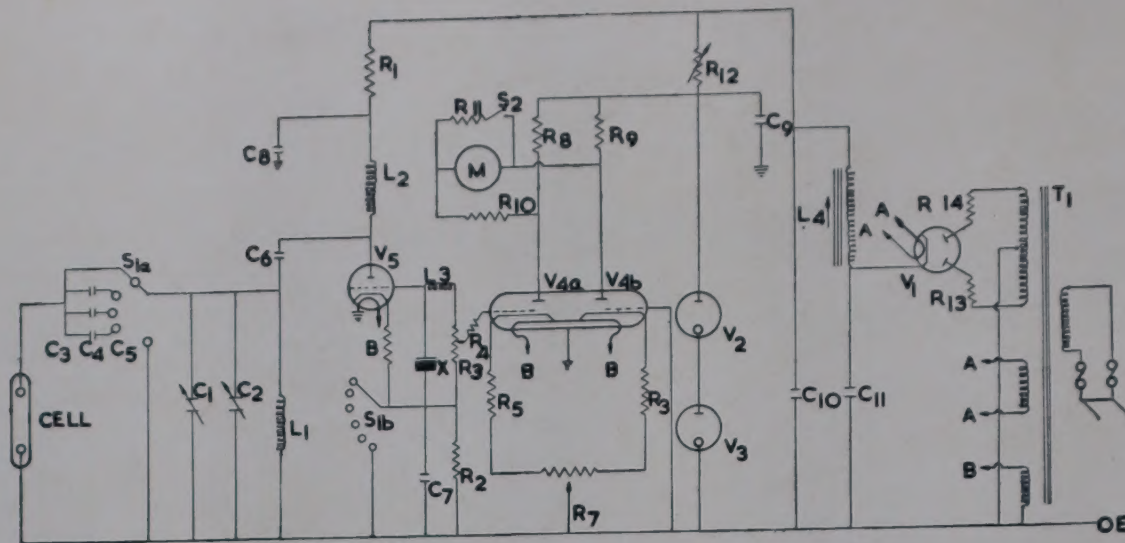 R1
R12
R11 S2
R8
R9
C9
C8
M
L2
R10
L4
A
A
R 14
T1
C6
V5
L3
V4a
V4b
V1
R13
S1a
C3 C4 C5
B
X
R4
R3
B
B
V2
A
C1
C2
R5
R3
C10
C11
A
CELL
L1
S1b
V3
R2
C7
R7
B
OE